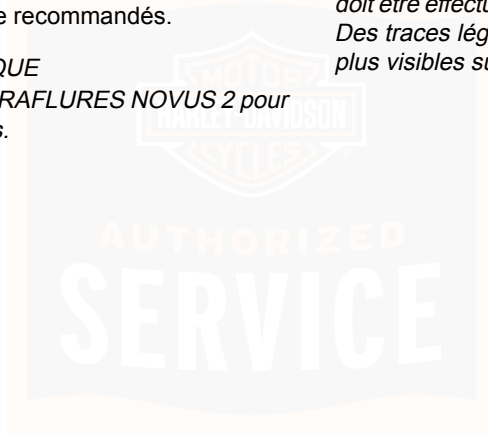 e recommandés.
QUE
RAFLURES NOVUS 2 pour
s.
doit être effectu
Des traces lég
plus visibles su
MOTOR
HARLEY-DAVIDSON
CYCLES
AUTHORIZED
SERVICE